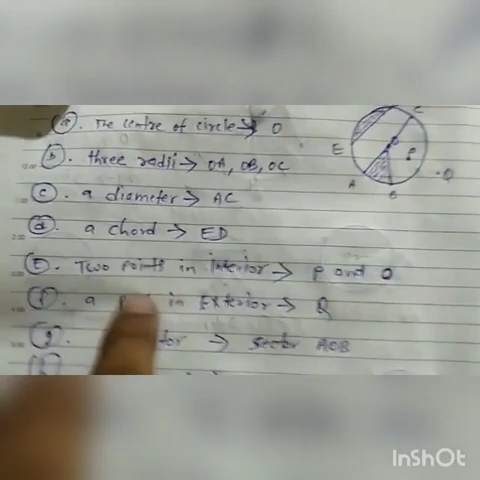 (a). The centre of circle → O
(b). three radii → OA, OB, OC
(c). a diameter → AC
(d). a chord → ED
(E). Two points in interior → P and O
(f). a in Exterior → Q
(g). → sector AOB
C
O
E
P
A
B
Q
InShOt